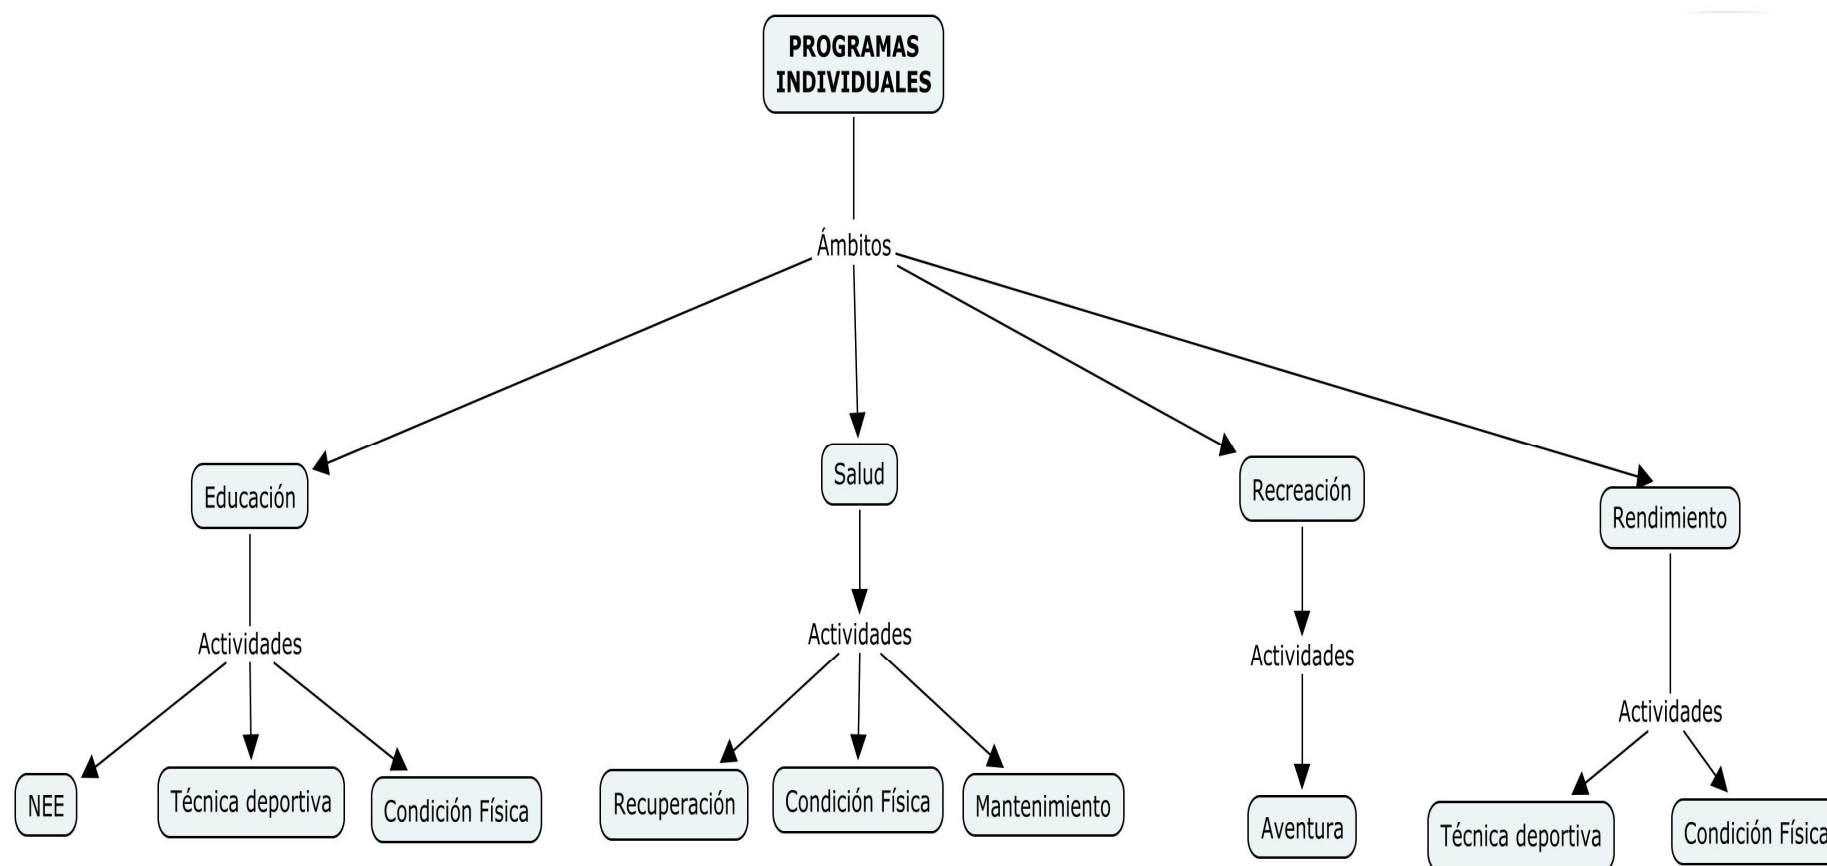 PROGRAMAS
INDIVIDUALES
Ámbitos
Educación
Salud
Recreación
Rendimiento
Actividades
Actividades
Actividades
Actividades
NEE
Técnica deportiva
Condición Física
Recuperación
Condición Física
Mantenimiento
Aventura
Técnica deportiva
Condición Física